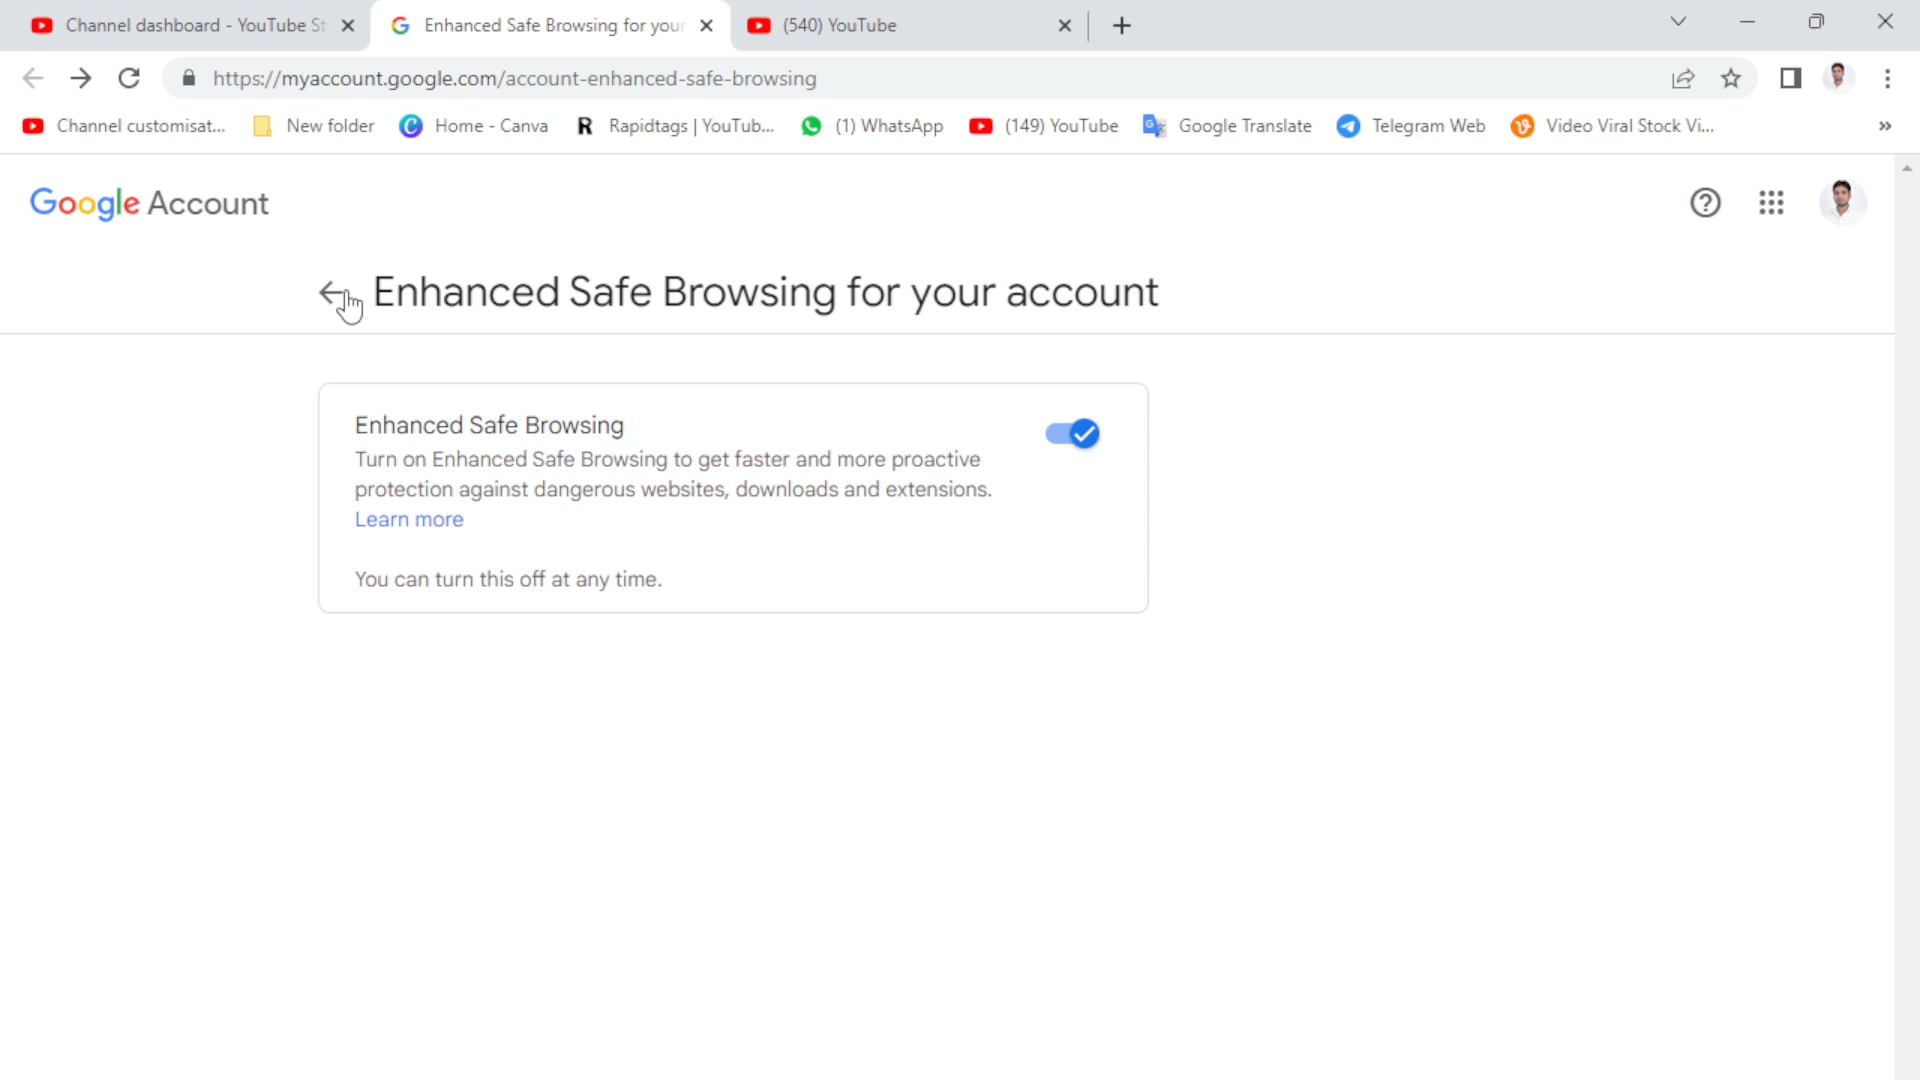 Channel dashboard - YouTube St
Enhanced Safe Browsing for your
(540) YouTube
https://myaccount.google.com/account-enhanced-safe-browsing
Channel customisat...
New folder
Home - Canva
Rapidtags | YouTub...
(1) WhatsApp
(149) YouTube
Google Translate
Telegram Web
Video Viral Stock Vi...
Google Account
Enhanced Safe Browsing for your account
Enhanced Safe Browsing
Turn on Enhanced Safe Browsing to get faster and more proactive
protection against dangerous websites, downloads and extensions.
Learn more
You can turn this off at any time.